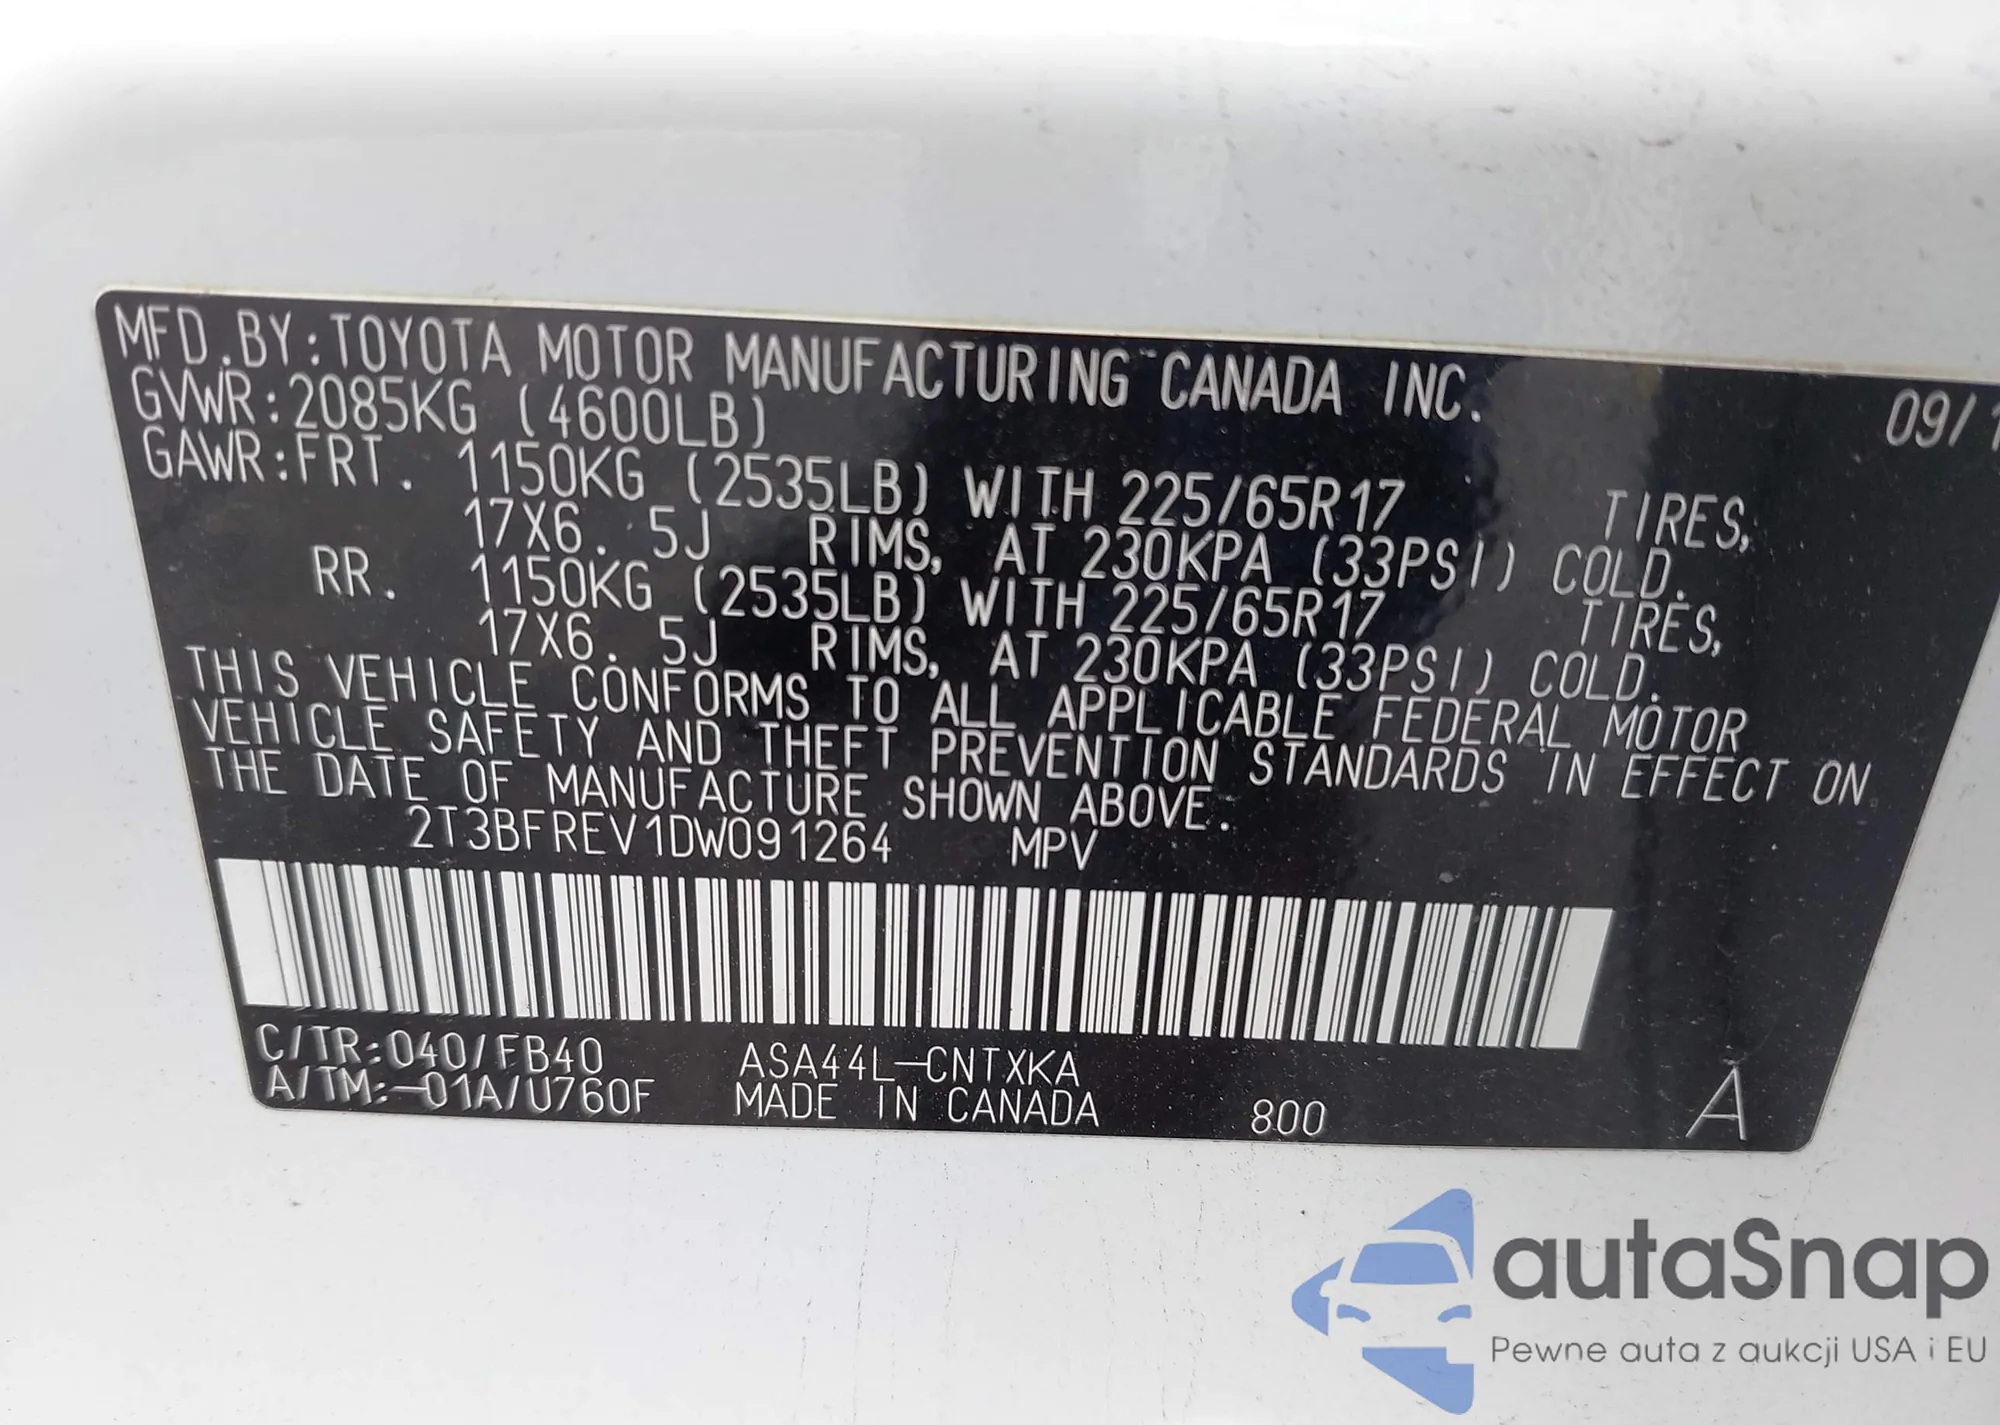 MFD.BY:TOYOTA MOTOR MANUFACTURING CANADA INC. 09/1
GVWR:2085KG (4600LB)
GAWR:FRT. 1150KG (2535LB) WITH 225/65R17 TIRES,
17X6.5J RIMS, AT 230KPA (33PSI) COLD.
RR. 1150KG (2535LB) WITH 225/65R17 TIRES,
17X6.5J RIMS, AT 230KPA (33PSI) COLD.
THIS VEHICLE CONFORMS TO ALL APPLICABLE FEDERAL MOTOR
VEHICLE SAFETY AND THEFT PREVENTION STANDARDS IN EFFECT ON
THE DATE OF MANUFACTURE SHOWN ABOVE.
2T3BFREV1DW091264 MPV
C/TR:040/FB40 ASA44L-CNTXKA
A/TM:-01A/U760F MADE IN CANADA 800 A
autaSnap
Pewne auta z aukcji USA i EU